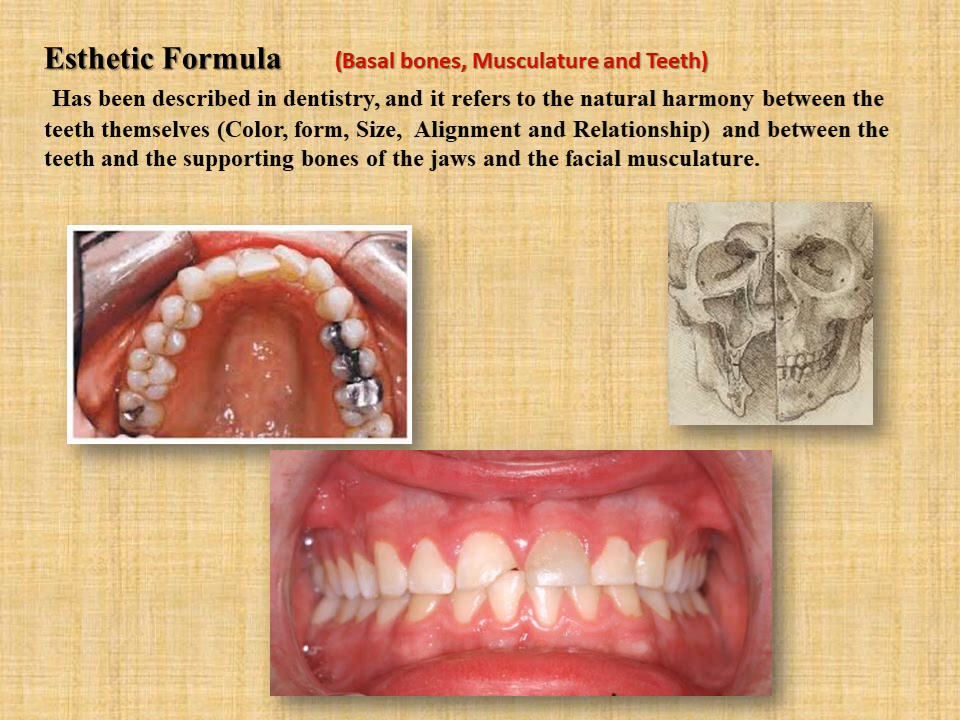 Esthetic Formula (Basal bones, Musculature and Teeth)
Has been described in dentistry, and it refers to the natural harmony between the
teeth themselves (Color, form, Size, Alignment and Relationship) and between the
teeth and the supporting bones of the jaws and the facial musculature.